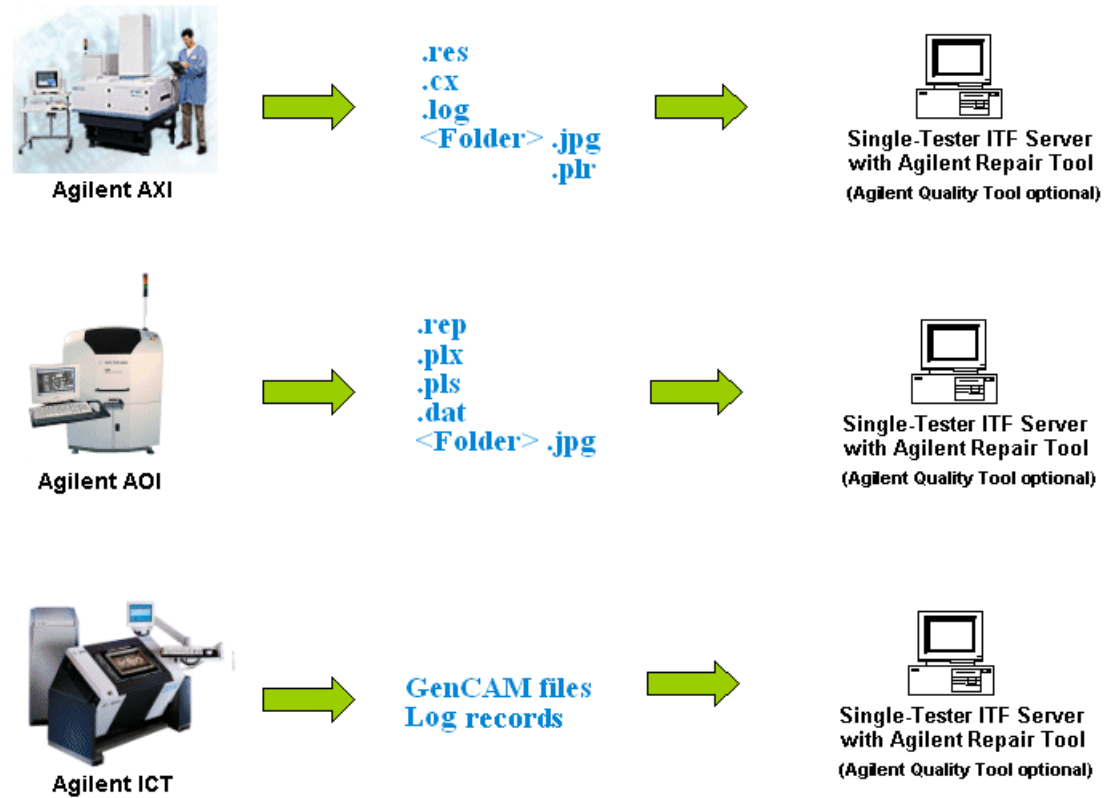 .res
.cx
.log
<Folder> .jpg
.plr
Agilent AXI
Single-Tester ITF Server
with Agilent Repair Tool
(Agilent Quality Tool optional)
.rep
.plx
.pls
.dat
<Folder> .jpg
Agilent AOI
Single-Tester ITF Server
with Agilent Repair Tool
(Agilent Quality Tool optional)
GenCAM files
Log records
Agilent ICT
Single-Tester ITF Server
with Agilent Repair Tool
(Agilent Quality Tool optional)